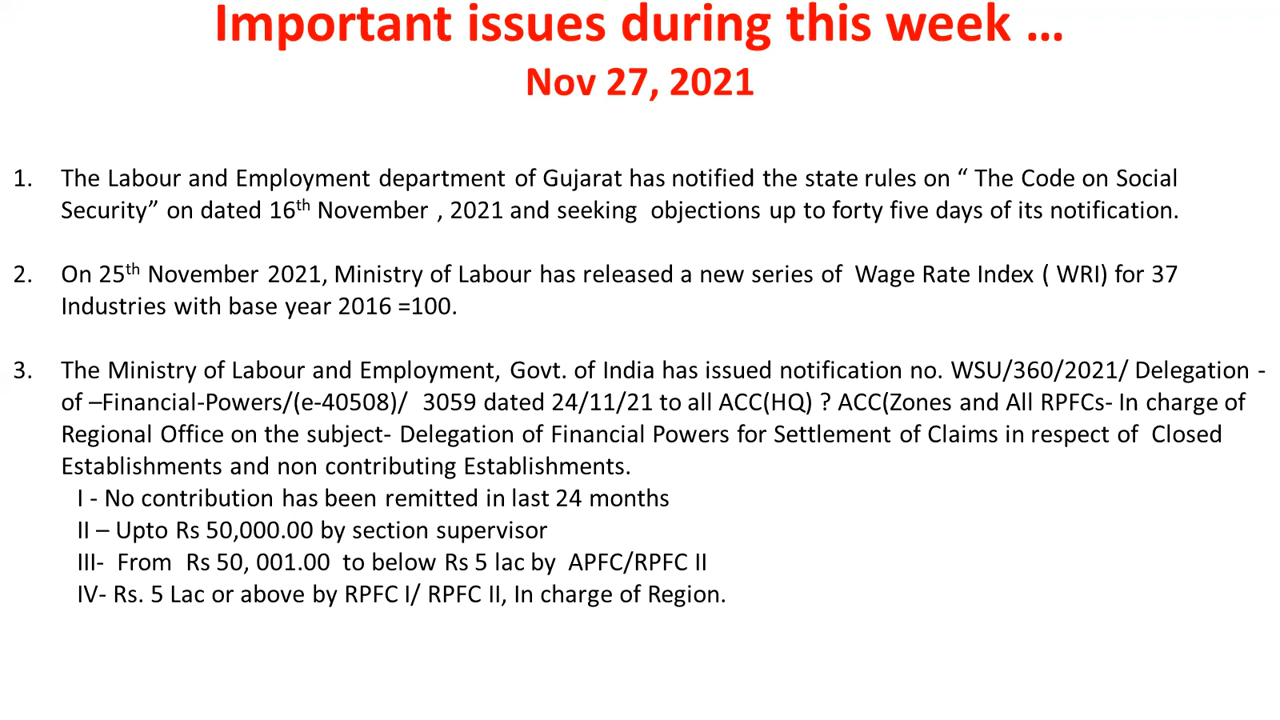 Important issues during this week ...
Nov 27, 2021
1. The Labour and Employment department of Gujarat has notified the state rules on “ The Code on Social
Security” on dated 16th November , 2021 and seeking objections up to forty five days of its notification.
2. On 25th November 2021, Ministry of Labour has released a new series of Wage Rate Index ( WRI) for 37
Industries with base year 2016 =100.
3. The Ministry of Labour and Employment, Govt. of India has issued notification no. WSU/360/2021/ Delegation -
of –Financial-Powers/(e-40508)/ 3059 dated 24/11/21 to all ACC(HQ) ? ACC(Zones and All RPFCs- In charge of
Regional Office on the subject- Delegation of Financial Powers for Settlement of Claims in respect of Closed
Establishments and non contributing Establishments.
I - No contribution has been remitted in last 24 months
II – Upto Rs 50,000.00 by section supervisor
III- From Rs 50, 001.00 to below Rs 5 lac by APFC/RPFC II
IV- Rs. 5 Lac or above by RPFC I/ RPFC II, In charge of Region.